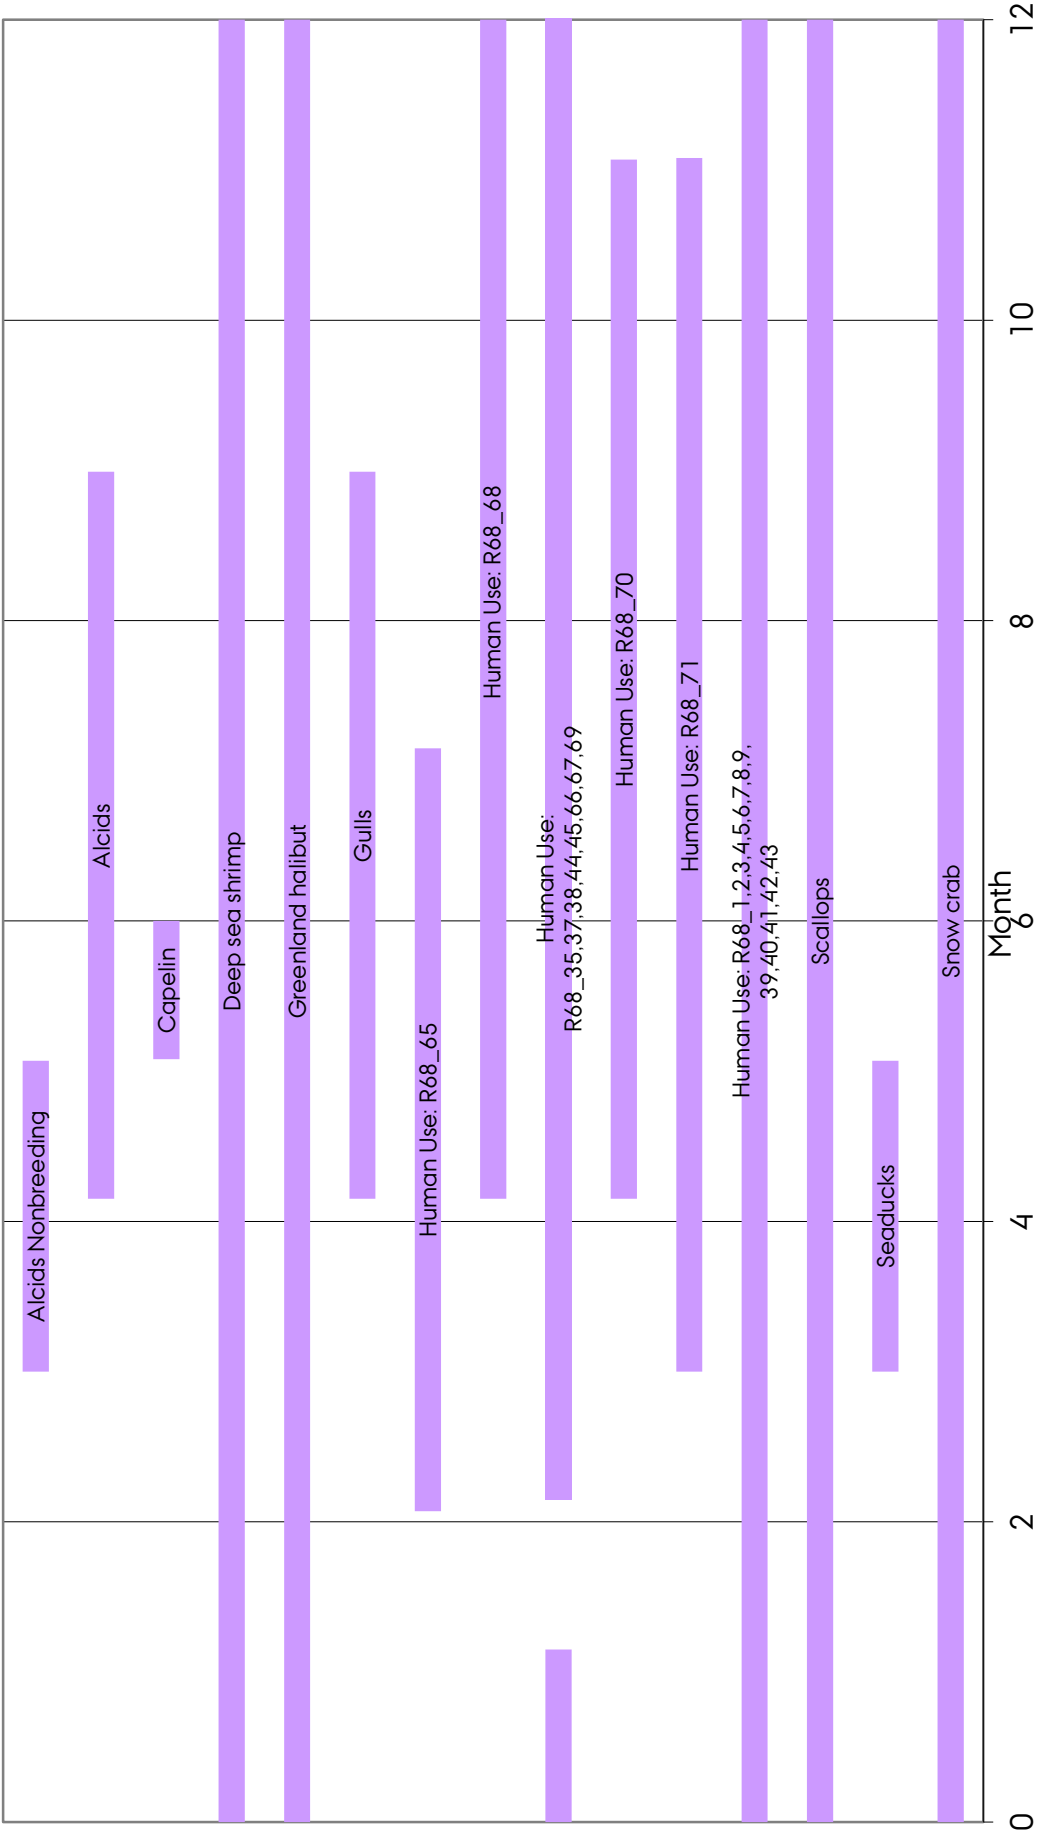 Alcids Nonbreeding
Alcids
Capelin
Deep sea shrimp
Greenland halibut
Gulls
Human Use: R68_65
Human Use: R68_68
Human Use:
R68_35,37,38,44,45,66,67,69
Human Use: R68_70
Human Use: R68_71
Human Use: R68_1,2,3,4,5,6,7,8,9,
39,40,41,42,43
Scallops
Seaducks
Snow crab
0 2 4 6 8 10 12
Month